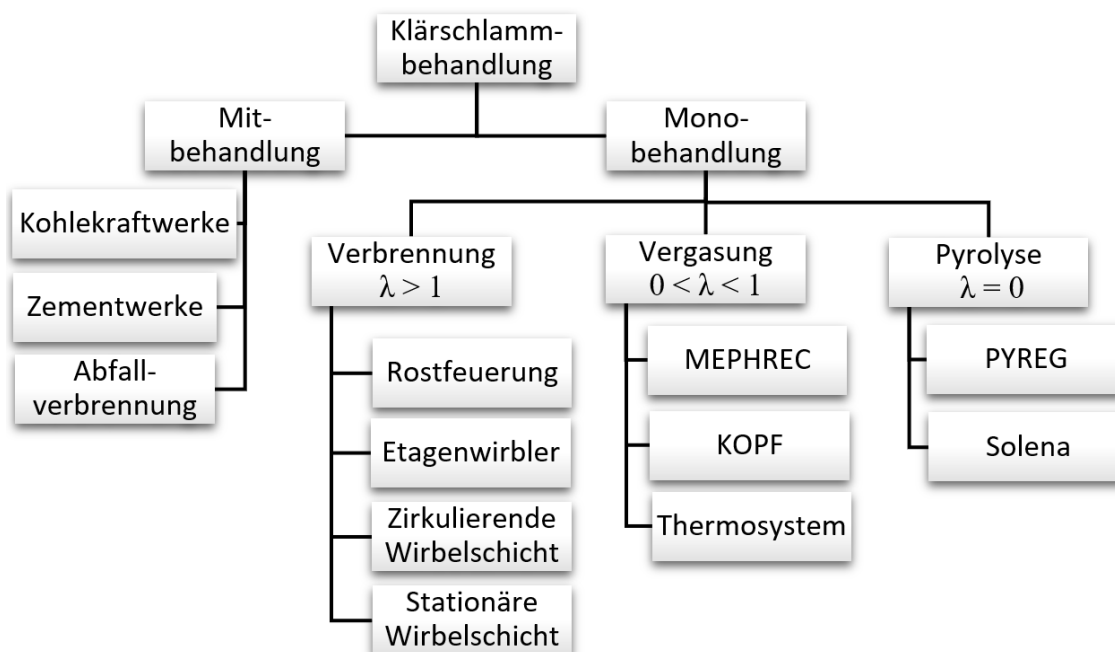 Klärschlamm-
behandlung
Mit-
behandlung
Mono-
behandlung
Kohlekraftwerke
Zementwerke
Abfall-
verbrennung
Verbrennung
λ > 1
Rostfeuerung
Etagenwirbler
Zirkulierende
Wirbelschicht
Stationäre
Wirbelschicht
Vergasung
0 < λ < 1
MEPHREC
KOPF
Thermosystem
Pyrolyse
λ = 0
PYREG
Solena